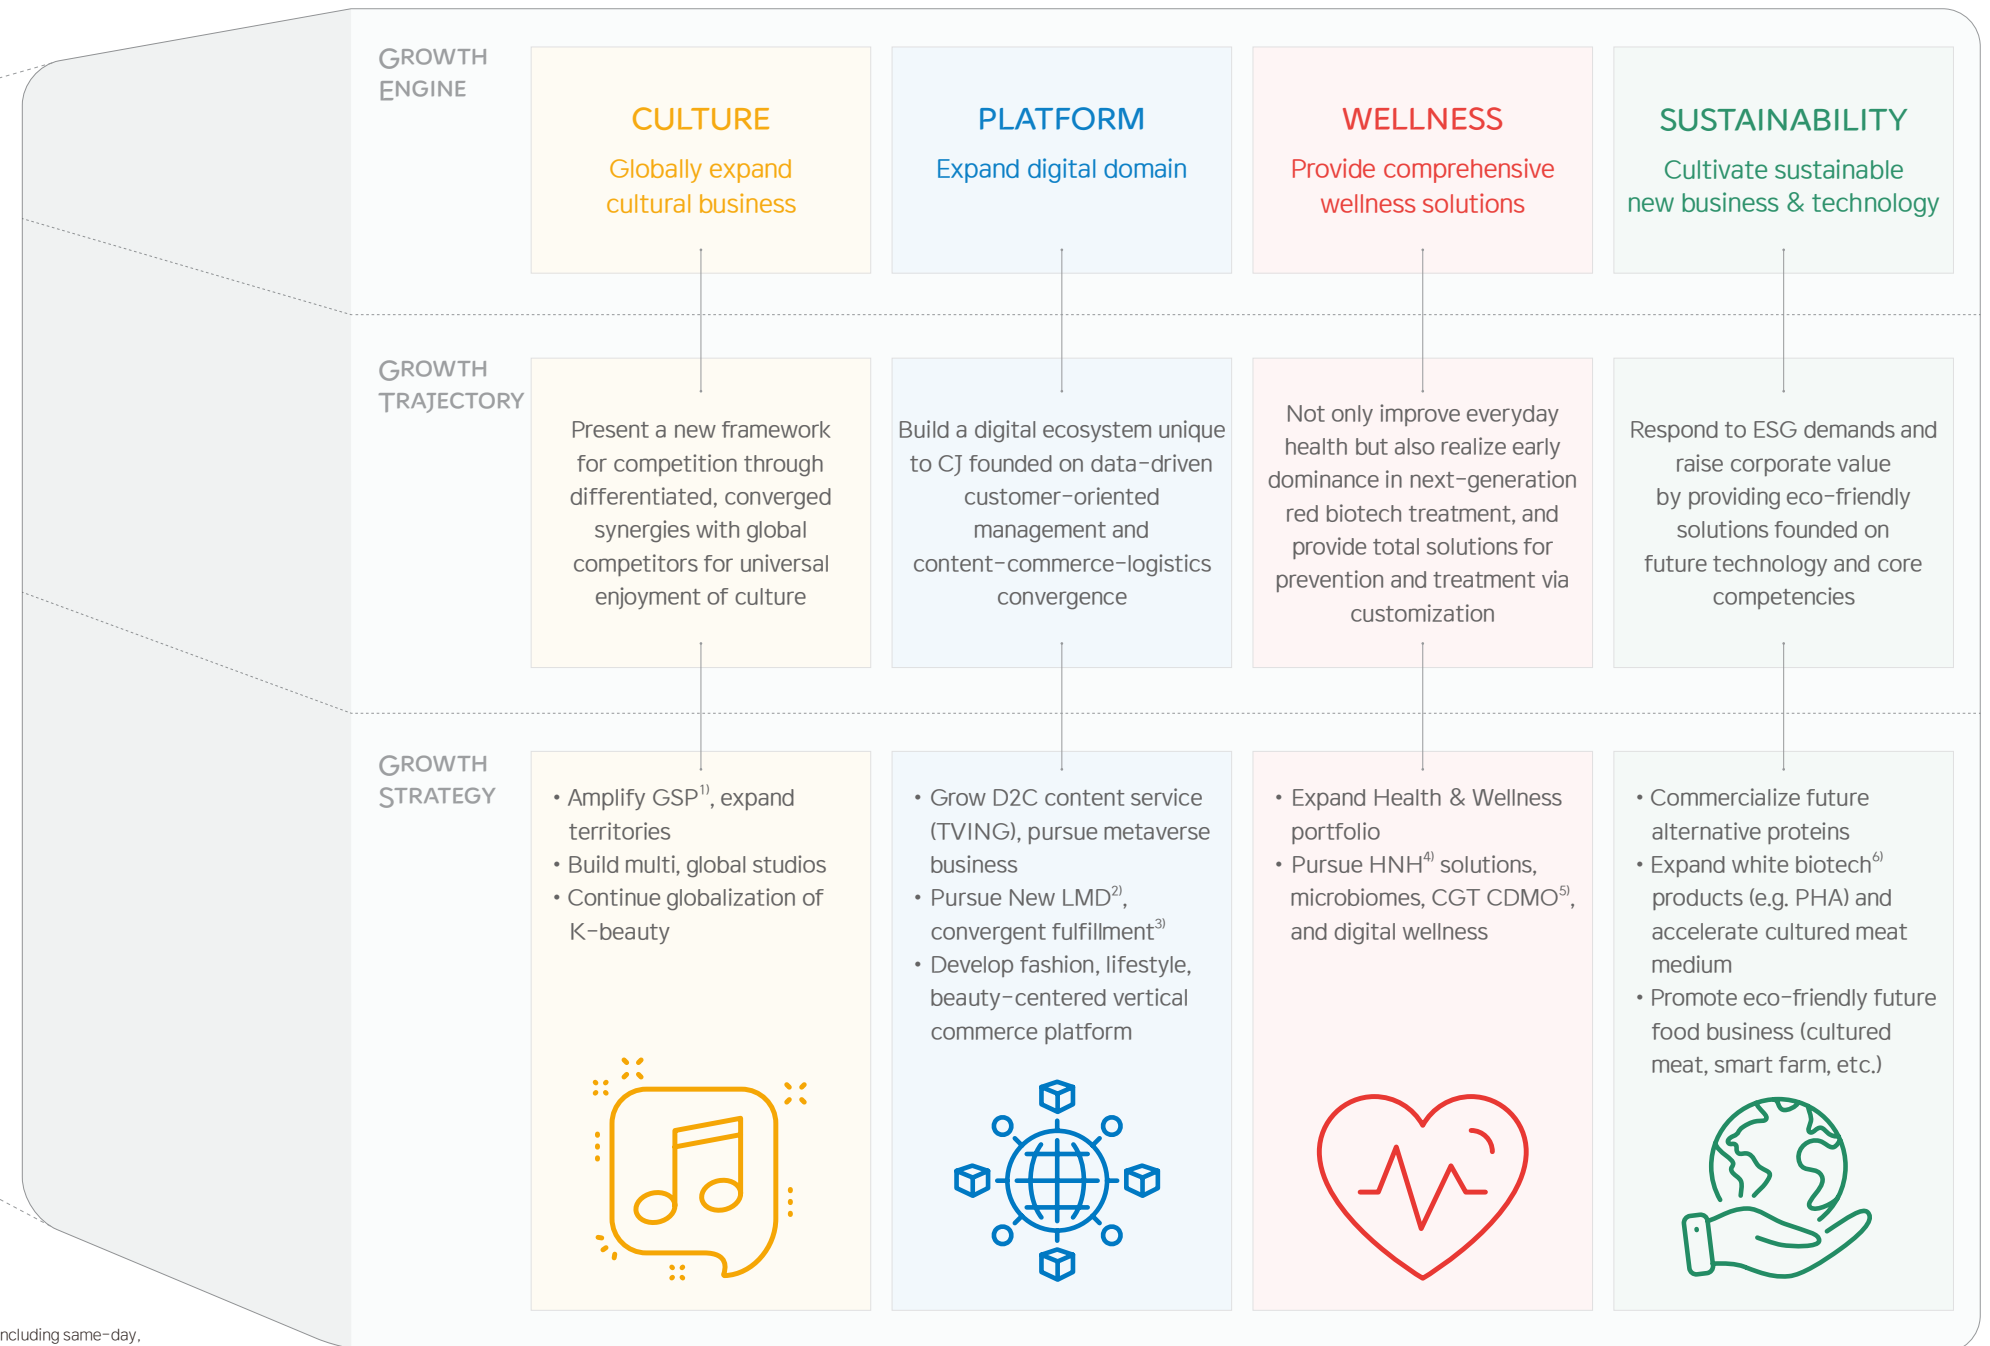 GROWTH
ENGINE
CULTURE
Globally expand
cultural business
PLATFORM
Expand digital domain
WELLNESS
Provide comprehensive
wellness solutions
SUSTAINABILITY
Cultivate sustainable
new business & technology
GROWTH
TRAJECTORY
Present a new framework
for competition through
differentiated, converged
synergies with global
competitors for universal
enjoyment of culture
Build a digital ecosystem unique
to CJ founded on data-driven
customer-oriented
management and
content-commerce-logistics
convergence
Not only improve everyday
health but also realize early
dominance in next-generation
red biotech treatment, and
provide total solutions for
prevention and treatment via
customization
Respond to ESG demands and
raise corporate value
by providing eco-friendly
solutions founded on
future technology and core
competencies
GROWTH
STRATEGY
• Amplify GSP1), expand
territories
• Build multi, global studios
• Continue globalization of
K-beauty
• Grow D2C content service
(TVING), pursue metaverse
business
• Pursue New LMD2),
convergent fulfillment3)
• Develop fashion, lifestyle,
beauty-centered vertical
commerce platform
• Expand Health & Wellness
portfolio
• Pursue HNH4) solutions,
microbiomes, CGT CDMO5),
and digital wellness
• Commercialize future
alternative proteins
• Expand white biotech6)
products (e.g. PHA) and
accelerate cultured meat
medium
• Promote eco-friendly future
food business (cultured
meat, smart farm, etc.)
ncluding same-day,